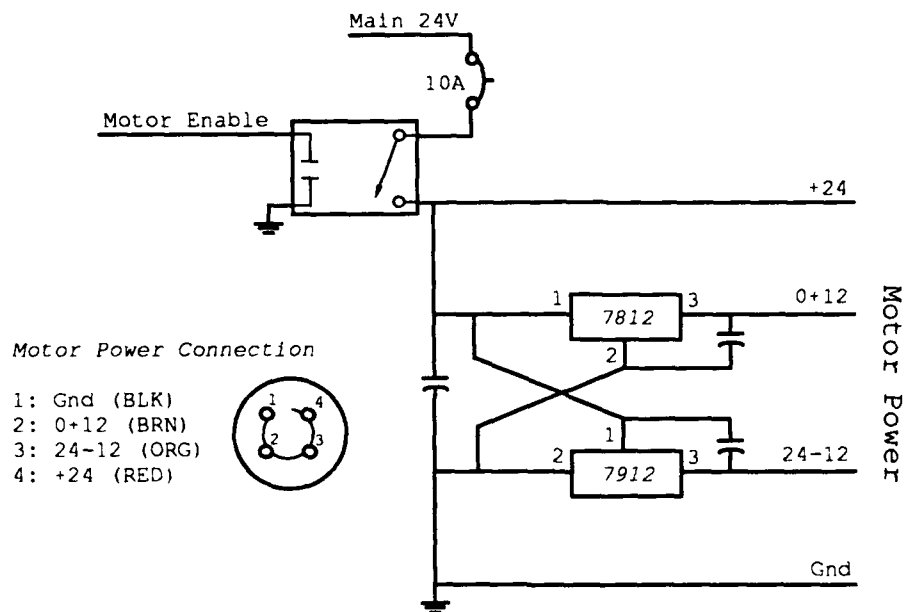 Main 24V
10A
Motor Enable
+24
1
7812
3
0+12
2
Motor Power
Motor Power Connection
1: Gnd (BLK)
2: 0+12 (BRN)
3: 24-12 (ORG)
4: +24 (RED)
1
4
2
3
1
2
7912
3
24-12
Gnd